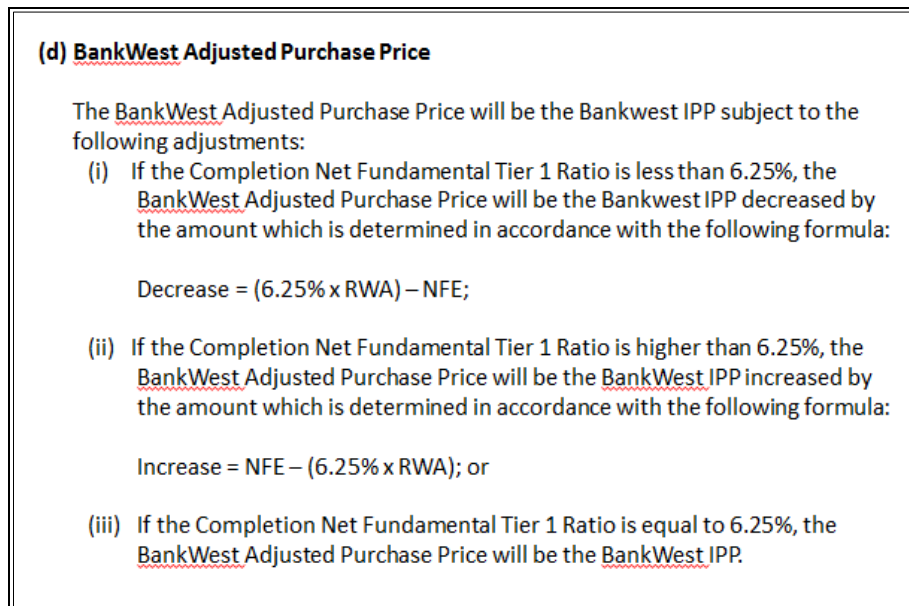 (d) BankWest Adjusted Purchase Price
The BankWest Adjusted Purchase Price will be the Bankwest IPP subject to the
following adjustments:
(i) If the Completion Net Fundamental Tier 1 Ratio is less than 6.25%, the
BankWest Adjusted Purchase Price will be the Bankwest IPP decreased by
the amount which is determined in accordance with the following formula:
Decrease = (6.25% x RWA) – NFE;
(ii) If the Completion Net Fundamental Tier 1 Ratio is higher than 6.25%, the
BankWest Adjusted Purchase Price will be the BankWest IPP increased by
the amount which is determined in accordance with the following formula:
Increase = NFE – (6.25% x RWA); or
(iii) If the Completion Net Fundamental Tier 1 Ratio is equal to 6.25%, the
BankWest Adjusted Purchase Price will be the BankWest IPP.